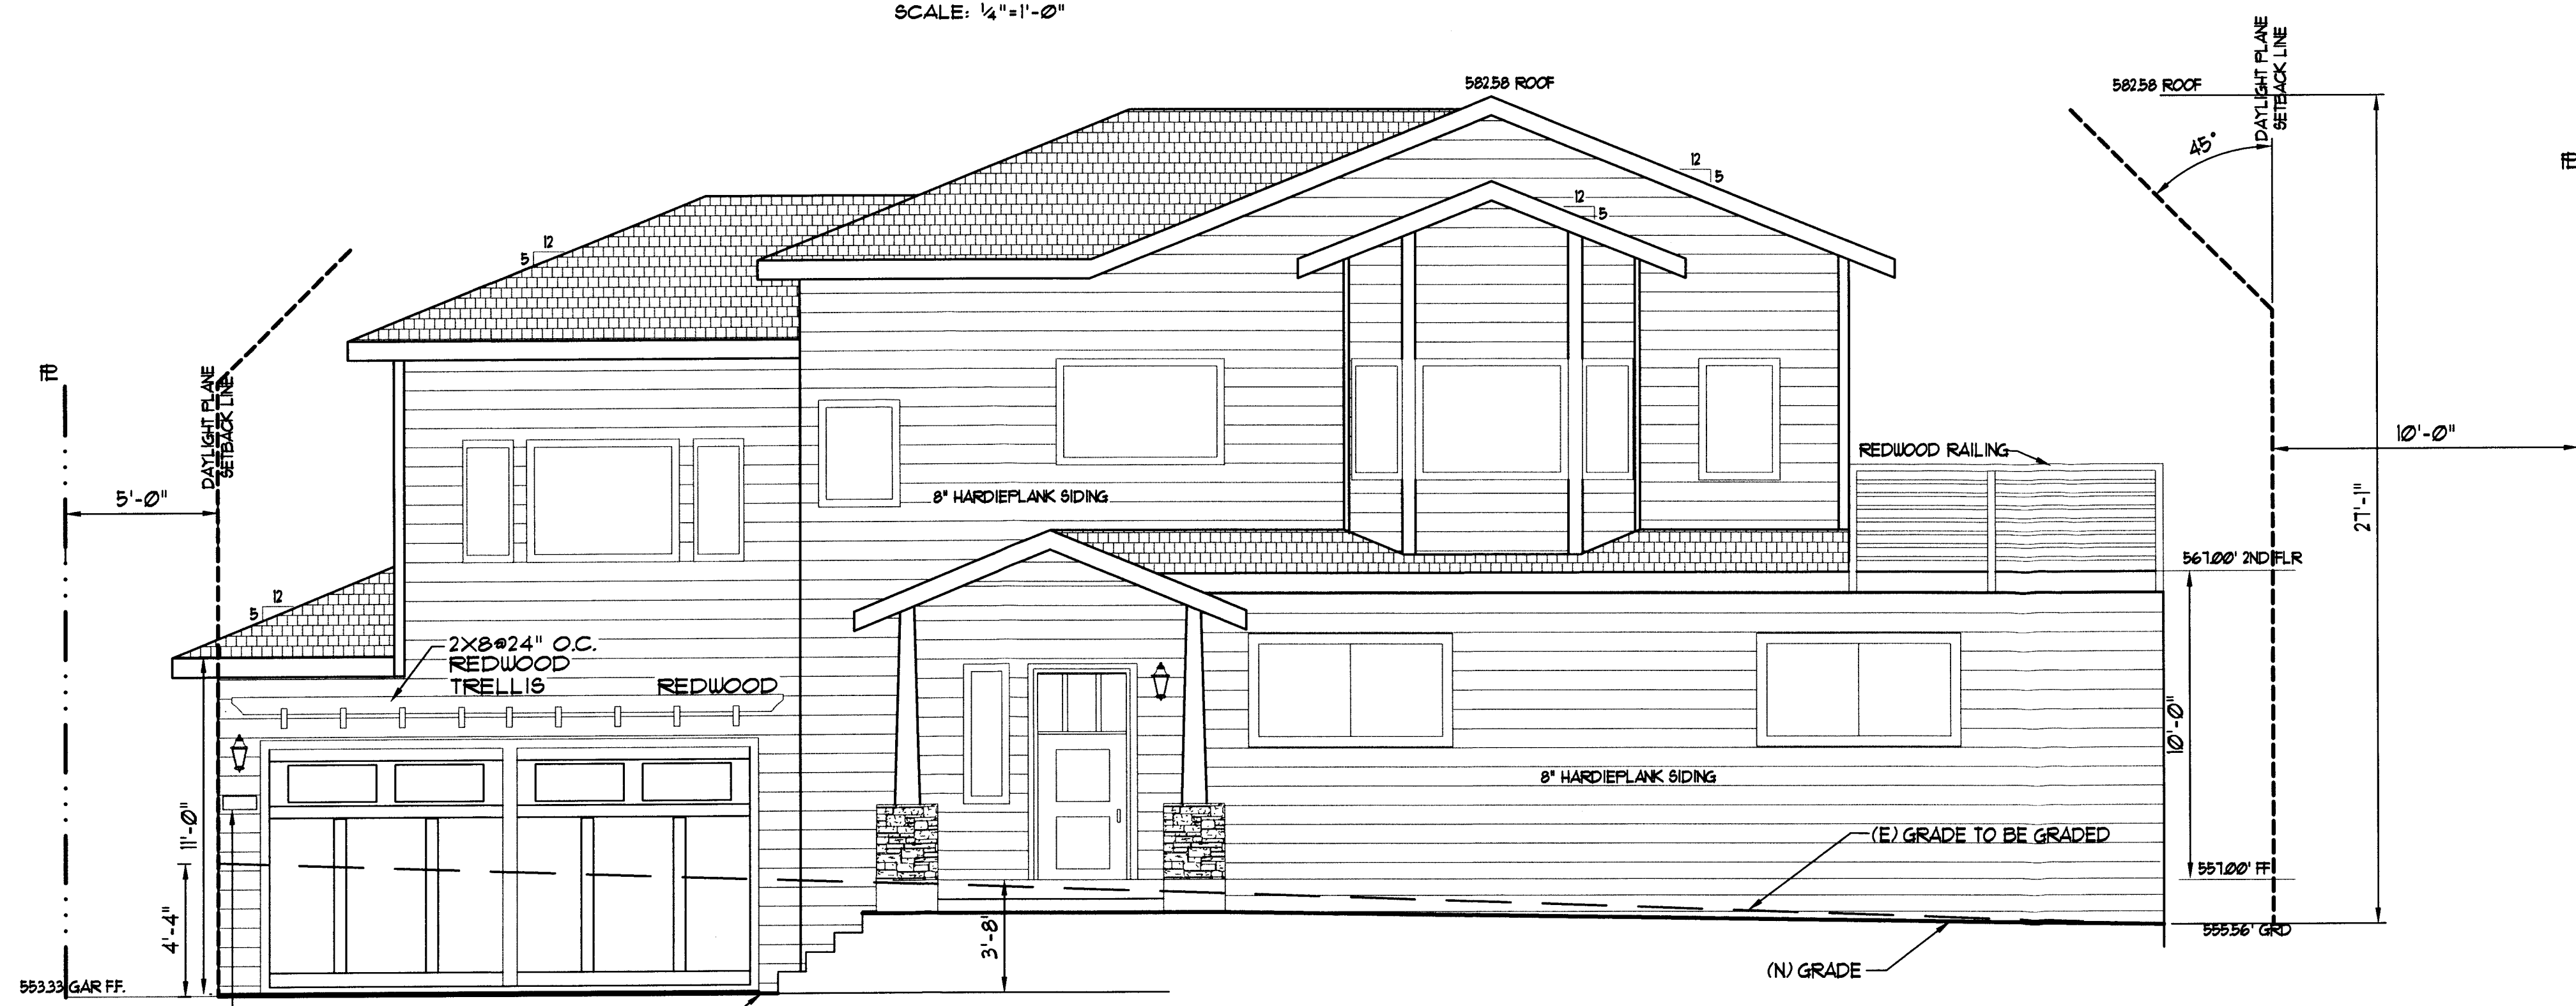 SCALE: 1/4"=1'-0"
582.58 ROOF
582.58 ROOF
DAYLIGHT PLANE
SETBACK LINE
45°
12
5
12
5
12
5
REDWOOD RAILING
10'-0"
27'-1"
DAYLIGHT PLANE
SETBACK LINE
5'-0"
8" HARDIEPLANK SIDING
567.00' 2ND FLR
12
5
2X8@24" O.C.
REDWOOD
TRELLIS
REDWOOD
10'-0"
8" HARDIEPLANK SIDING
11'-0"
(E) GRADE TO BE GRADED
557.00' FF
4'-4"
3'-8"
555.56' GRD
(N) GRADE
553.33 GAR F.F.